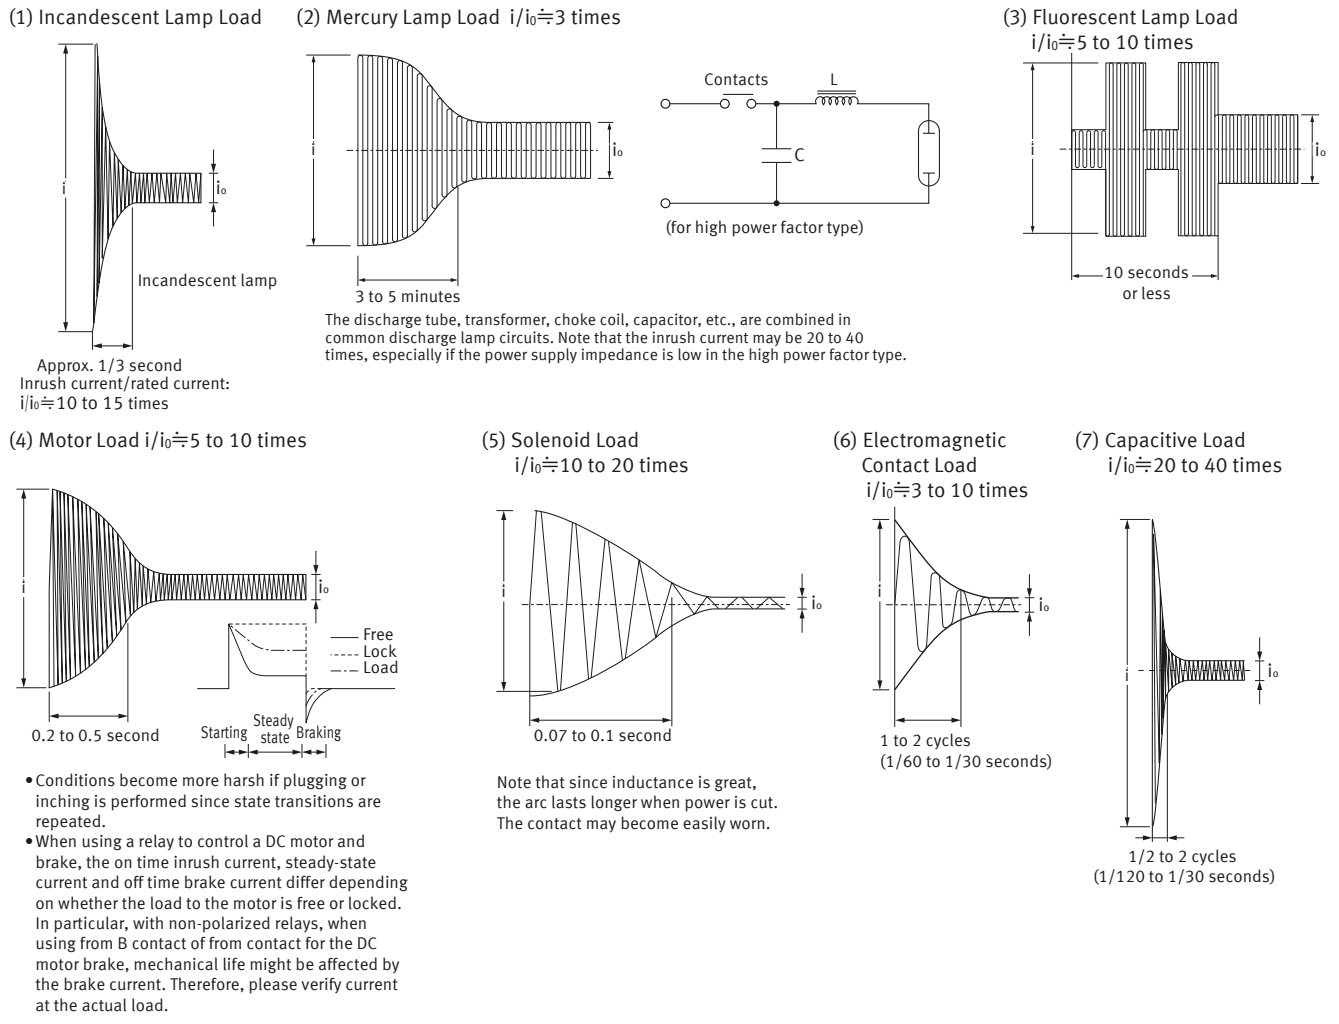 (1) Incandescent Lamp Load
i
i₀
Incandescent lamp
Approx. 1/3 second
Inrush current/rated current:
i/i₀≒10 to 15 times
(2) Mercury Lamp Load i/i₀≒3 times
i
i₀
3 to 5 minutes
Contacts
L
C
(for high power factor type)
The discharge tube, transformer, choke coil, capacitor, etc., are combined in
common discharge lamp circuits. Note that the inrush current may be 20 to 40
times, especially if the power supply impedance is low in the high power factor type.
(3) Fluorescent Lamp Load
i/i₀≒5 to 10 times
i
i₀
10 seconds
or less
(4) Motor Load i/i₀≒5 to 10 times
i
i₀
0.2 to 0.5 second
Free
Lock
Load
Starting
Steady
state
Braking
•Conditions become more harsh if plugging or
inching is performed since state transitions are
repeated.
•When using a relay to control a DC motor and
brake, the on time inrush current, steady-state
current and off time brake current differ depending
on whether the load to the motor is free or locked.
In particular, with non-polarized relays, when
using from B contact of from contact for the DC
motor brake, mechanical life might be affected by
the brake current. Therefore, please verify current
at the actual load.
(5) Solenoid Load
i/i₀≒10 to 20 times
i
i₀
0.07 to 0.1 second
Note that since inductance is great,
the arc lasts longer when power is cut.
The contact may become easily worn.
(6) Electromagnetic
Contact Load
i/i₀≒3 to 10 times
i
i₀
1 to 2 cycles
(1/60 to 1/30 seconds)
(7) Capacitive Load
i/i₀≒20 to 40 times
i
i₀
1/2 to 2 cycles
(1/120 to 1/30 seconds)